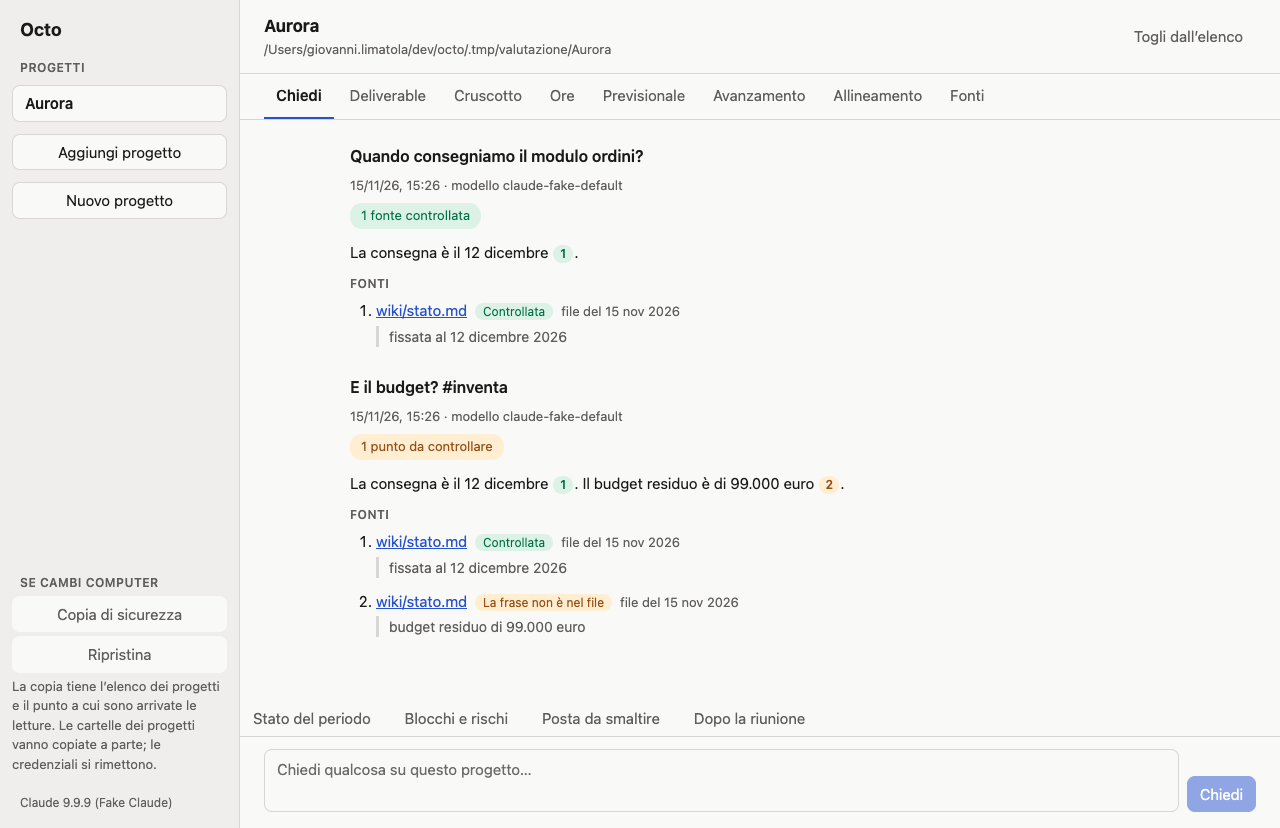 Octo
PROGETTI
Aurora
Aggiungi progetto
Nuovo progetto
SE CAMBI COMPUTER
Copia di sicurezza
Ripristina
La copia tiene l’elenco dei progetti
e il punto a cui sono arrivate le
letture. Le cartelle dei progetti
vanno copiate a parte; le
credenziali si rimettono.
Claude 9.9.9 (Fake Claude)
Aurora
/Users/giovanni.limatola/dev/octo/.tmp/valutazione/Aurora
Togli dall’elenco
Chiedi Deliverable Cruscotto Ore Previsionale Avanzamento Allineamento Fonti
Quando consegniamo il modulo ordini?
15/11/26, 15:26 · modello claude-fake-default
1 fonte controllata
La consegna è il 12 dicembre 1 .
FONTI
1. wiki/stato.md Controllata file del 15 nov 2026
fissata al 12 dicembre 2026
E il budget? #inventa
15/11/26, 15:26 · modello claude-fake-default
1 punto da controllare
La consegna è il 12 dicembre 1 . Il budget residuo è di 99.000 euro 2 .
FONTI
1. wiki/stato.md Controllata file del 15 nov 2026
fissata al 12 dicembre 2026
2. wiki/stato.md La frase non è nel file file del 15 nov 2026
budget residuo di 99.000 euro
Stato del periodo Blocchi e rischi Posta da smaltire Dopo la riunione
Chiedi qualcosa su questo progetto…
Chiedi